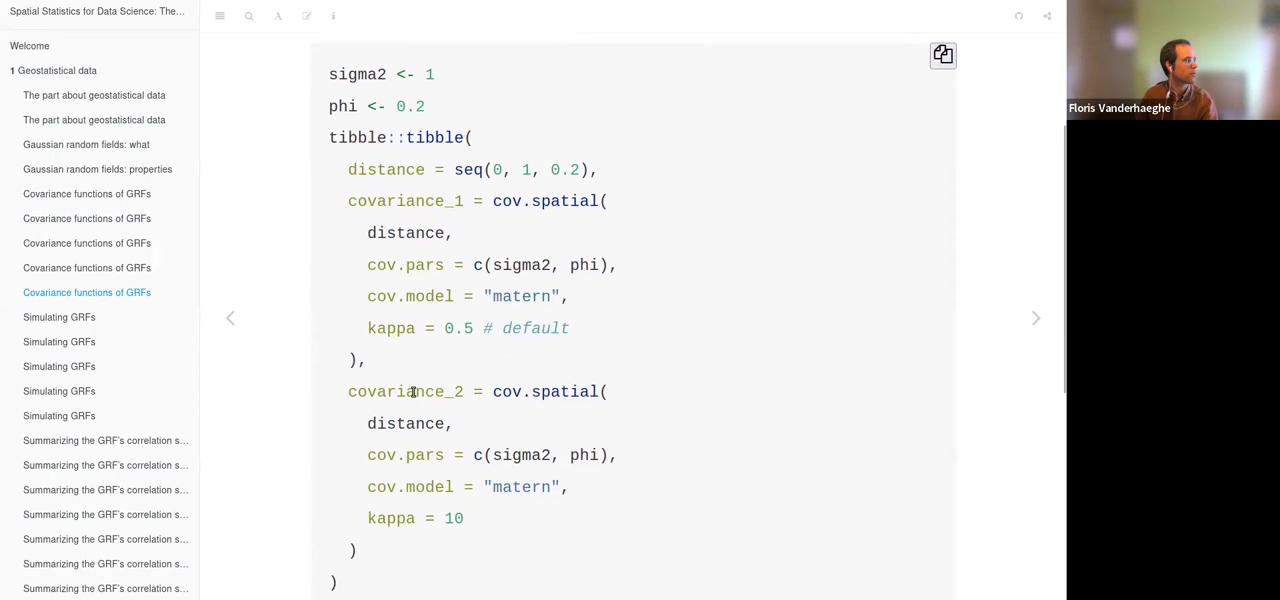 Spatial Statistics for Data Science: The...
Welcome
1 Geostatistical data
The part about geostatistical data
The part about geostatistical data
Gaussian random fields: what
Gaussian random fields: properties
Covariance functions of GRFs
Covariance functions of GRFs
Covariance functions of GRFs
Covariance functions of GRFs
Covariance functions of GRFs
Simulating GRFs
Simulating GRFs
Simulating GRFs
Simulating GRFs
Simulating GRFs
Summarizing the GRF's correlation s...
Summarizing the GRF's correlation s...
Summarizing the GRF's correlation s...
Summarizing the GRF's correlation s...
Summarizing the GRF's correlation s...
Summarizing the GRF's correlation s...
Summarizing the GRF's correlation s...
sigma2 <- 1
phi <- 0.2
tibble::tibble(
distance = seq(0, 1, 0.2),
covariance_1 = cov.spatial(
distance,
cov.pars = c(sigma2, phi),
cov.model = "matern",
kappa = 0.5 # default
),
covariance_2 = cov.spatial(
distance,
cov.pars = c(sigma2, phi),
cov.model = "matern",
kappa = 10
)
)
Floris Vanderhaeghe